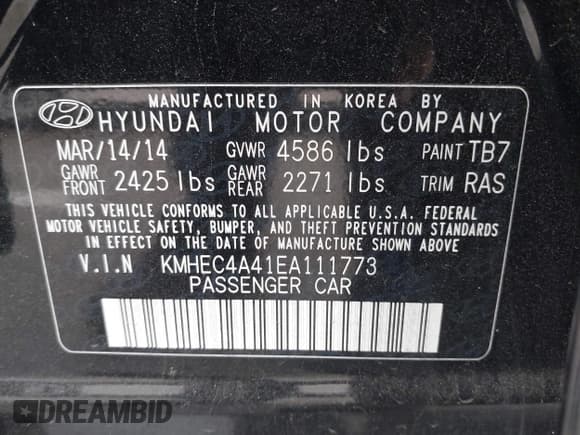 MANUFACTURED IN KOREA BY
HYUNDAI MOTOR COMPANY
MAR/14/14 GVWR 4586 lbs PAINT TB7
GAWR FRONT 2425 lbs GAWR REAR 2271 lbs TRIM RAS
THIS VEHICLE CONFORMS TO ALL APPLICABLE U.S.A. FEDERAL
MOTOR VEHICLE SAFETY, BUMPER, AND THEFT PREVENTION STANDARDS
IN EFFECT ON THE DATE OF MANUFACTURE SHOWN ABOVE
V.I.N KMHEC4A41EA111773
PASSENGER CAR
DREAMBID